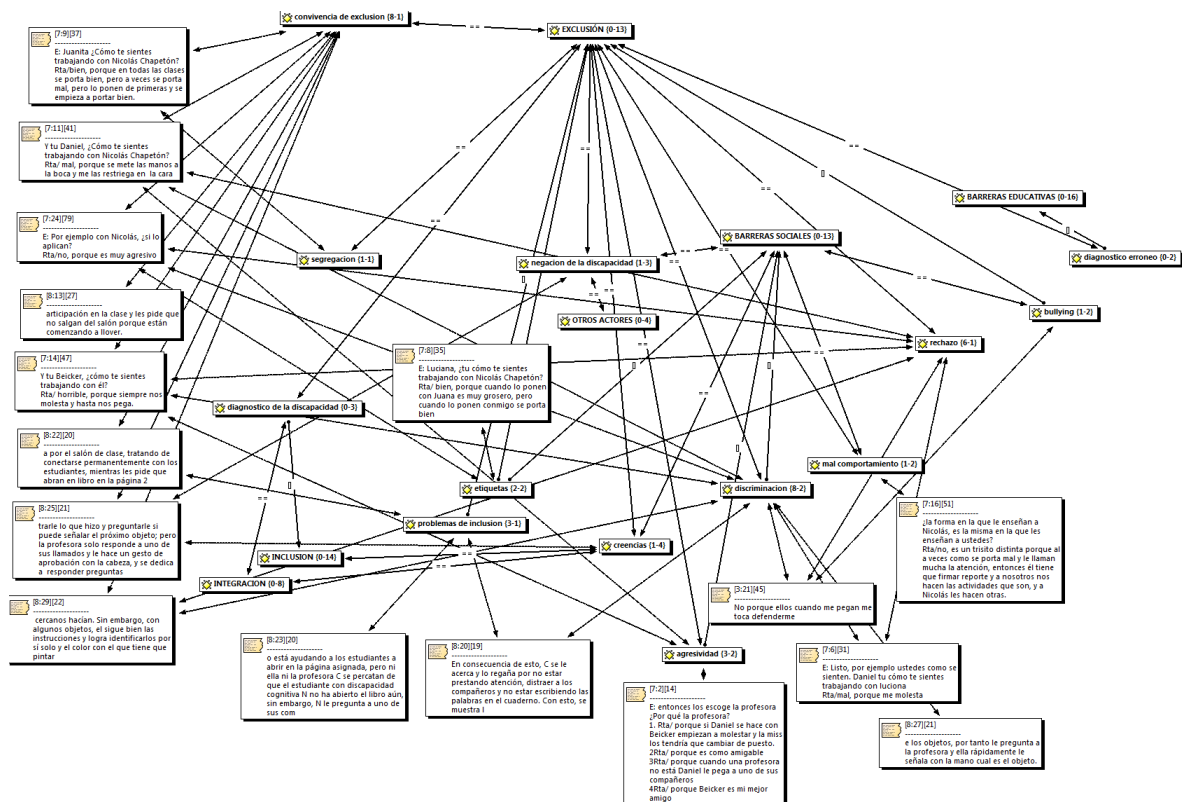 convivencia de exclusion {8-1}
EXCLUSIÓN {0-13}
[7:9][37]
--------------------
E: Juanita ¿Cómo te sientes
trabajando con Nicolás Chapetón?
Rta/bien, porque en todas las clases
se porta bien, pero a veces se porta
mal, pero lo ponen de primeras y se
empieza a portar bien.
[7:11][41]
--------------------
Y tu Daniel, ¿Cómo te sientes
trabajando con Nicolás Chapetón?
Rta/ mal, porque se mete las manos a
la boca y me las restriega en la cara
BARRERAS EDUCATIVAS {0-16}
[7:24][79]
--------------------
E: Por ejemplo con Nicolás, ¿si lo
aplican?
Rta/no, porque es muy agresivo
BARRERAS SOCIALES {0-13}
segregacion {1-1}
negacion de la discapacidad {1-3}
diagnostico erroneo {0-2}
[8:13][27]
--------------------
articipación en la clase y les pide que
no salgan del salón porque están
comenzando a llover.
OTROS ACTORES {0-4}
bullying {1-2}
rechazo {6-1}
[7:14][47]
--------------------
Y tu Beicker, ¿cómo te sientes
trabajando con él?
Rta/ horrible, porque siempre nos
molesta y hasta nos pega.
[7:8][35]
--------------------
E: Luciana, ¿tu cómo te sientes
trabajando con Nicolás Chapetón?
Rta/ bien, porque cuando lo ponen
con Juana es muy grosero, pero
cuando lo ponen conmigo se porta
bien
diagnostico de la discapacidad {0-3}
[8:22][20]
--------------------
a por el salón de clase, tratando de
conectarse permanentemente con los
estudiantes, mientras les pide que
abran en libro en la página 2
mal comportamiento {1-2}
etiquetas {2-2}
discriminacion {8-2}
[8:25][21]
--------------------
trarle lo que hizo y preguntarle si
puede señalar el próximo objeto; pero
la profesora solo responde a uno de
sus llamados y le hace un gesto de
aprobación con la cabeza, y se dedica
a responder preguntas
[7:16][51]
--------------------
¿la forma en la que le enseñan a
Nicolás, es la misma en la que les
enseñan a ustedes?
Rta/no, es un trisito distinta porque al
a veces como se porta mal y le llaman
mucha la atención, entonces él tiene
que firmar reporte y a nosotros nos
hacen las actividades que son, y a
Nicolás les hacen otras.
problemas de inclusion {3-1}
creencias {1-4}
INCLUSION {0-14}
INTEGRACION {0-8}
[3:21][45]
--------------------
No porque ellos cuando me pegan me
toca defenderme
[8:29][22]
--------------------
cercanos hacían. Sin embargo, con
algunos objetos, el sigue bien las
instrucciones y logra identificarlos por
si solo y el color con el que tiene que
pintar
[8:23][20]
--------------------
o está ayudando a los estudiantes a
abrir en la página asignada, pero ni
ella ni la profesora C se percatan de
que el estudiante con discapacidad
cognitiva N no ha abierto el libro aún,
sin embargo, N le pregunta a uno de
sus com
[8:20][19]
--------------------
En consecuencia de esto, C se le
acerca y lo regaña por no estar
prestando atención, distraer a los
compañeros y no estar escribiendo las
palabras en el cuaderno. Con esto, se
muestra l
agresividad {3-2}
[7:6][31]
--------------------
E: Listo, por ejemplo ustedes como se
sienten. Daniel tu cómo te sientes
trabajando con luciona
Rta/mal, porque me molesta
[7:2][14]
--------------------
E: entonces los escoge la profesora
¿Por qué la profesora?
1. Rta/ porque si Daniel se hace con
Beicker empiezan a molestar y la miss
los tendría que cambiar de puesto.
2Rta/ porque es como amigable
3Rta/ porque cuando una profesora
no está Daniel le pega a uno de sus
compañeros
4Rta/ porque Beicker es mi mejor
amigo
[8:27][21]
--------------------
e los objetos, por tanto le pregunta a
la profesora y ella rápidamente le
señala con la mano cual es el objeto.